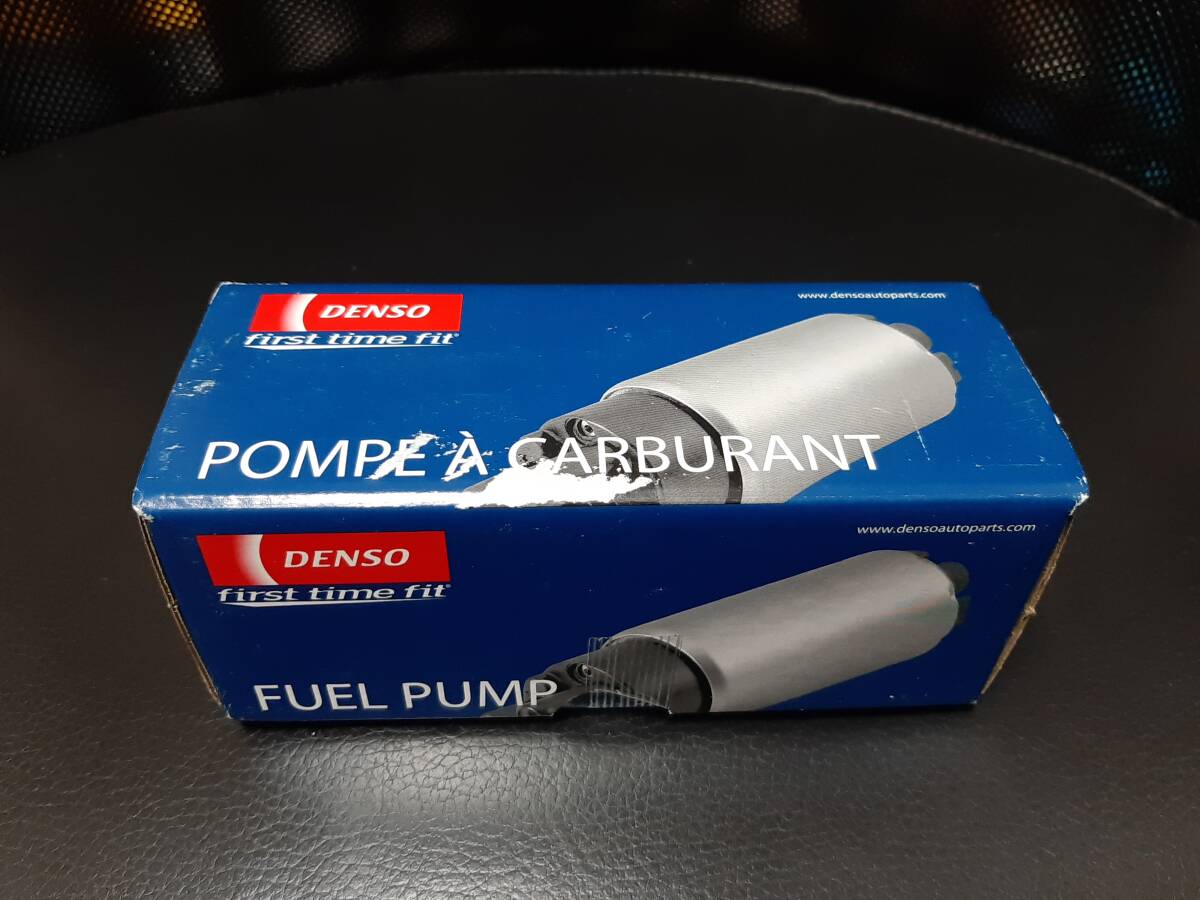 DENSO
first time fit®
www.densoautoparts.com
POMPE À CARBURANT
DENSO
first time fit®
www.densoautoparts.com
FUEL PUMP